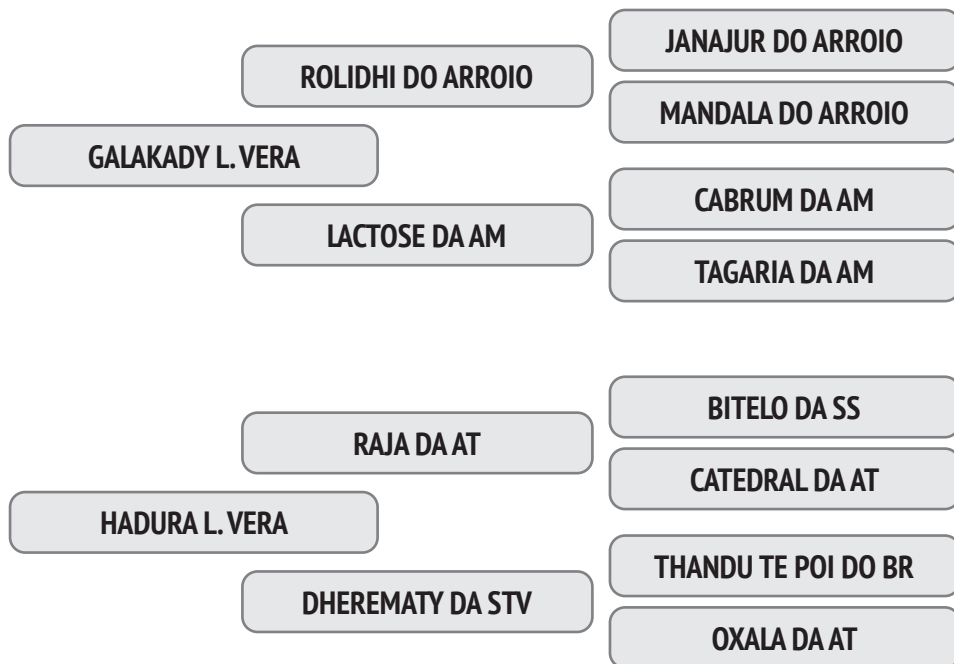 JANAJUR DO ARROIO
ROLIDHI DO ARROIO
MANDALA DO ARROIO
GALAKADY L. VERA
CABRUM DA AM
LACTOSE DA AM
TAGARIA DA AM
BITELO DA SS
RAJA DA AT
CATEDRAL DA AT
HADURA L. VERA
THANDU TE POI DO BR
DHEREMATY DA STV
OXALA DA AT